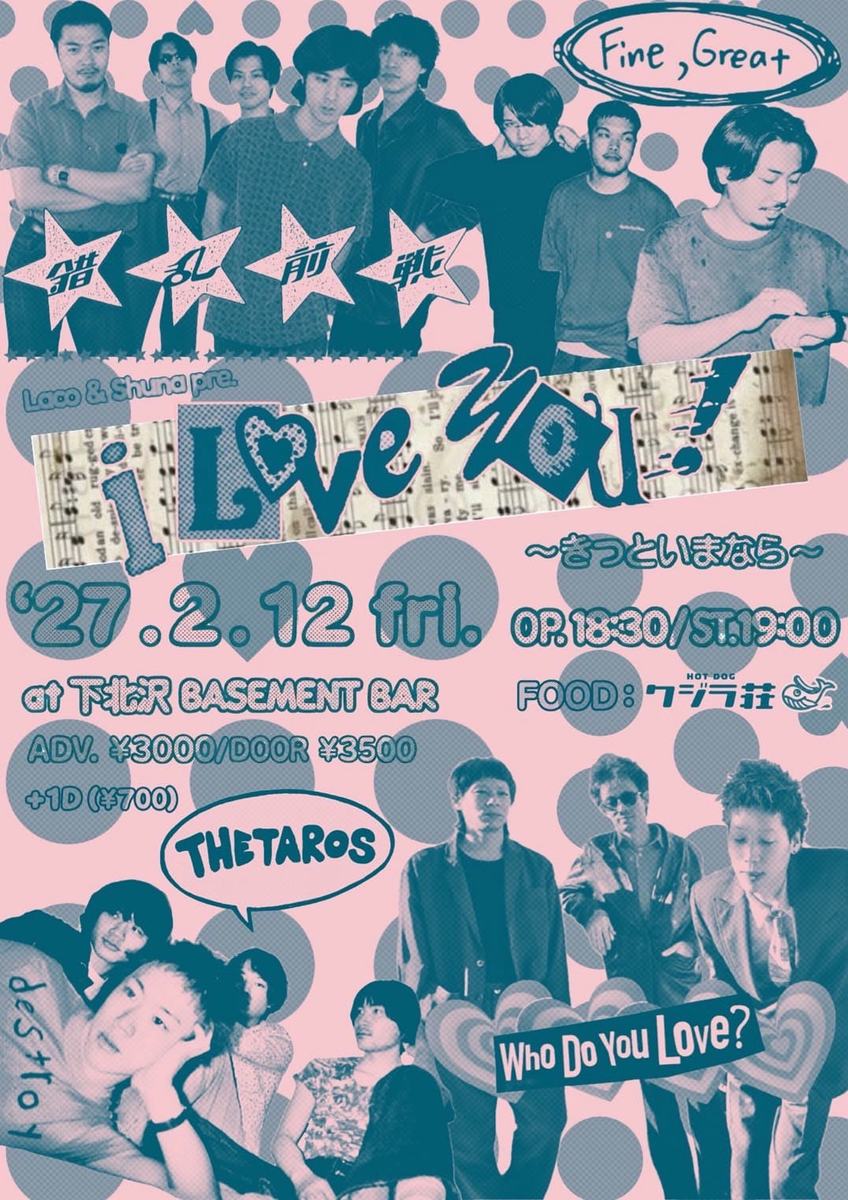 Fine, Great
錯乱前戦
Laco & Shuna pre.
i Love You!
～きっといまなら～
'27.2.12 fri.
OP.18:30/ST.19:00
at 下北沢 BASEMENT BAR
HOT DOG
FOOD: クジラ荘
ADV. ¥3000/DOOR ¥3500
+1D (¥700)
THETAROS
destroy
Who Do You Love?